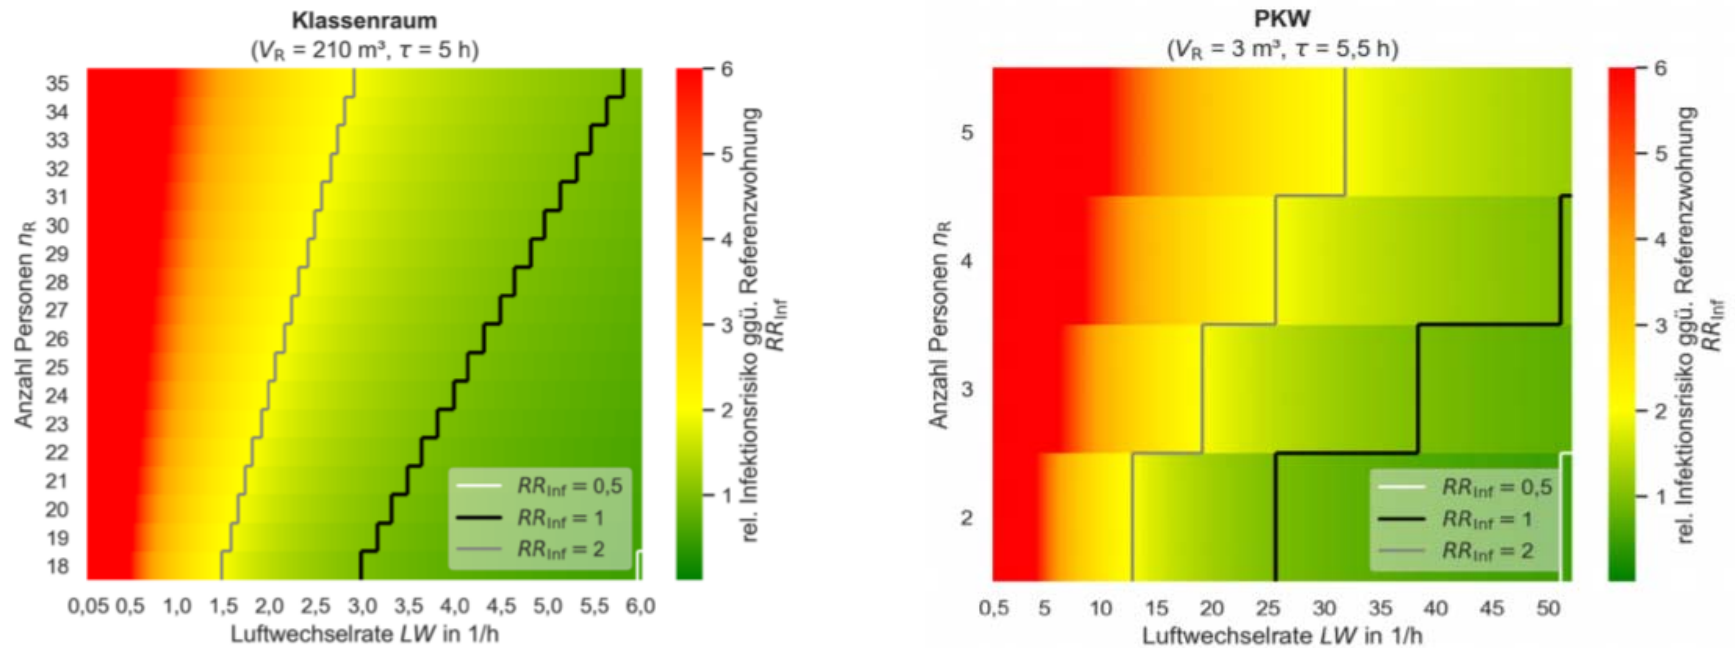 Klassenraum
(V_R = 210 m³, τ = 5 h)
35
34
33
32
31
30
29
28
27
26
25
24
23
22
21
20
19
18
Anzahl Personen n_R
0,05 0,5 1,0 1,5 2,0 2,5 3,0 3,5 4,0 4,5 5,0 5,5 6,0
Luftwechselrate LW in 1/h
RR_Inf = 0,5
RR_Inf = 1
RR_Inf = 2
6
5
4
3
2
1
rel. Infektionsrisiko ggü. Referenzwohnung
RR_Inf
PKW
(V_R = 3 m³, τ = 5,5 h)
5
4
3
2
Anzahl Personen n_R
0,5 5 10 15 20 25 30 35 40 45 50
Luftwechselrate LW in 1/h
RR_Inf = 0,5
RR_Inf = 1
RR_Inf = 2
6
5
4
3
2
1
rel. Infektionsrisiko ggü. Referenzwohnung
RR_Inf